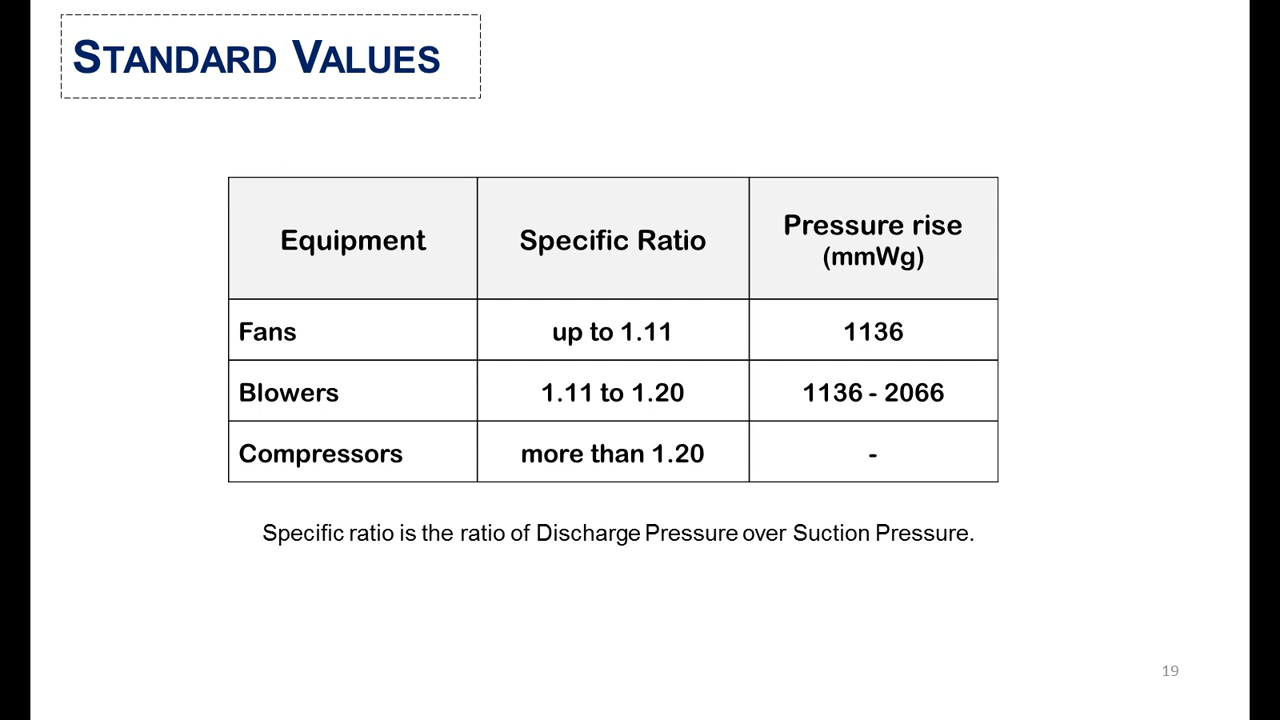 STANDARD VALUES
Equipment
Specific Ratio
Pressure rise
(mmWg)
Fans
up to 1.11
1136
Blowers
1.11 to 1.20
1136 - 2066
Compressors
more than 1.20
-
Specific ratio is the ratio of Discharge Pressure over Suction Pressure.
19